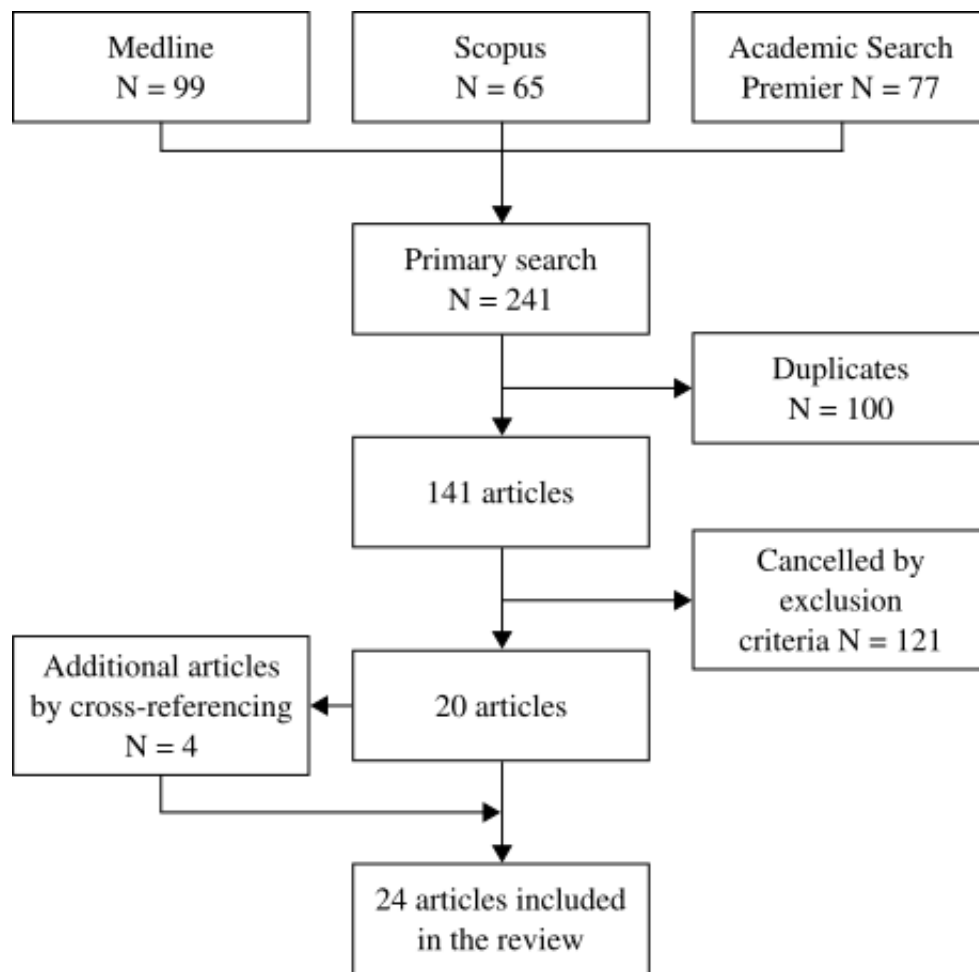 Medline
N = 99
Scopus
N = 65
Academic Search
Premier N = 77
Primary search
N = 241
Duplicates
N = 100
141 articles
Cancelled by
exclusion
criteria N = 121
Additional articles
by cross-referencing
N = 4
20 articles
24 articles included
in the review